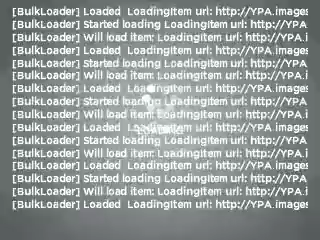 [BulkLoader] Loaded LoadingItem url: http://YPA.images
[BulkLoader] Started loading LoadingItem url: http://YPA
[BulkLoader] Will load item: LoadingItem url: http://YPA.i
[BulkLoader] Loaded LoadingItem url: http://YPA.images
[BulkLoader] Started loading LoadingItem url: http://YPA
[BulkLoader] Will load item: LoadingItem url: http://YPA.i
[BulkLoader] Loaded LoadingItem url: http://YPA.images
[BulkLoader] Started loading LoadingItem url: http://YPA
[BulkLoader] Will load item: LoadingItem url: http://YPA.i
[BulkLoader] Loaded LoadingItem url: http://YPA.images
[BulkLoader] Started loading LoadingItem url: http://YPA
[BulkLoader] Will load item: LoadingItem url: http://YPA.i
[BulkLoader] Loaded LoadingItem url: http://YPA.images
[BulkLoader] Started loading LoadingItem url: http://YPA
[BulkLoader] Will load item: LoadingItem url: http://YPA.i
[BulkLoader] Loaded LoadingItem url: http://YPA.images